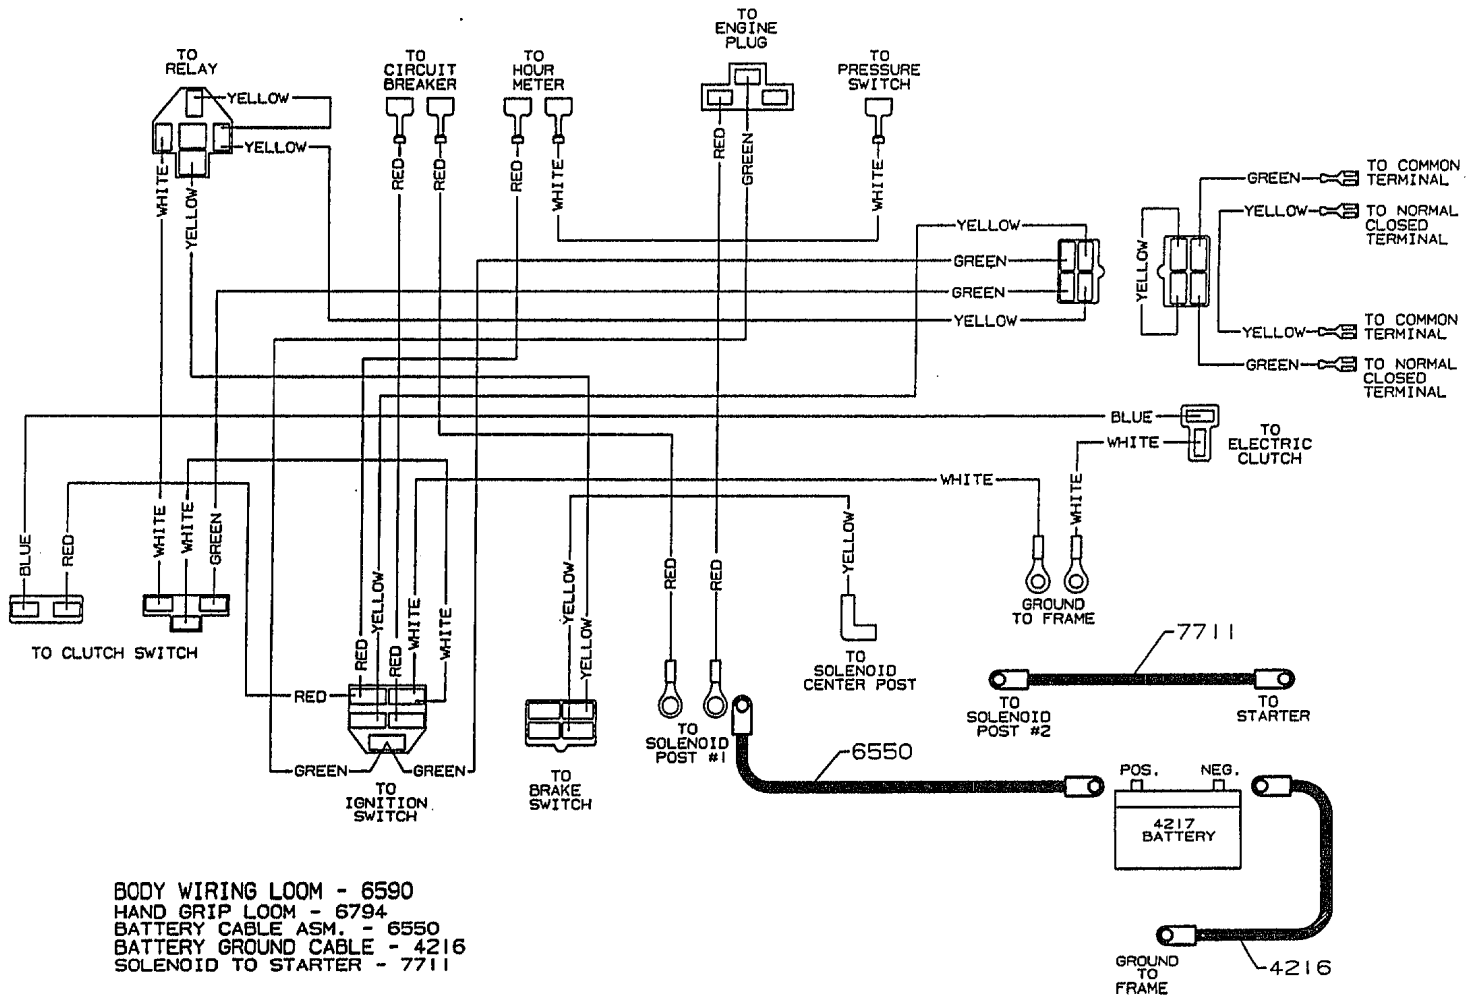 TO
ENGINE
PLUG
TO
RELAY
TO
CIRCUIT
BREAKER
TO
HOUR
METER
TO
PRESSURE
SWITCH
YELLOW
YELLOW
WHITE
YELLOW
RED
RED
RED
WHITE
RED
GREEN
WHITE
GREEN
TO COMMON
TERMINAL
YELLOW
TO NORMAL
CLOSED
TERMINAL
YELLOW
GREEN
GREEN
YELLOW
YELLOW
YELLOW
TO COMMON
TERMINAL
GREEN
TO NORMAL
CLOSED
TERMINAL
BLUE
WHITE
TO
ELECTRIC
CLUTCH
WHITE
WHITE
BLUE
RED
WHITE
WHITE
GREEN
YELLOW
RED
RED
YELLOW
YELLOW
GROUND
TO FRAME
TO CLUTCH SWITCH
RED
YELLOW
RED
WHITE
WHITE
RED
GREEN
GREEN
TO
IGNITION
SWITCH
TO
BRAKE
SWITCH
TO
SOLENOID
POST #1
TO
SOLENOID
CENTER POST
7711
TO
SOLENOID
POST #2
TO
STARTER
6550
POS.
NEG.
4217
BATTERY
GROUND
TO
FRAME
4216
BODY WIRING LOOM - 6590
HAND GRIP LOOM - 6794
BATTERY CABLE ASM. - 6550
BATTERY GROUND CABLE - 4216
SOLENOID TO STARTER - 7711